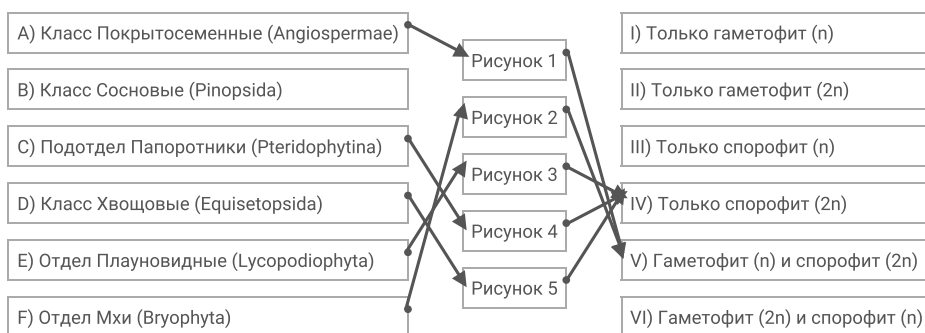 A) Класс Покрытосеменные (Angiospermae)
B) Класс Сосновые (Pinopsida)
C) Подотдел Папоротники (Pteridophytina)
D) Класс Хвощовые (Equisetopsida)
E) Отдел Плауновидные (Lycopodiophyta)
F) Отдел Мхи (Bryophyta)
Рисунок 1
Рисунок 2
Рисунок 3
Рисунок 4
Рисунок 5
I) Только гаметофит (n)
II) Только гаметофит (2n)
III) Только спорофит (n)
IV) Только спорофит (2n)
V) Гаметофит (n) и спорофит (2n)
VI) Гаметофит (2n) и спорофит (n)